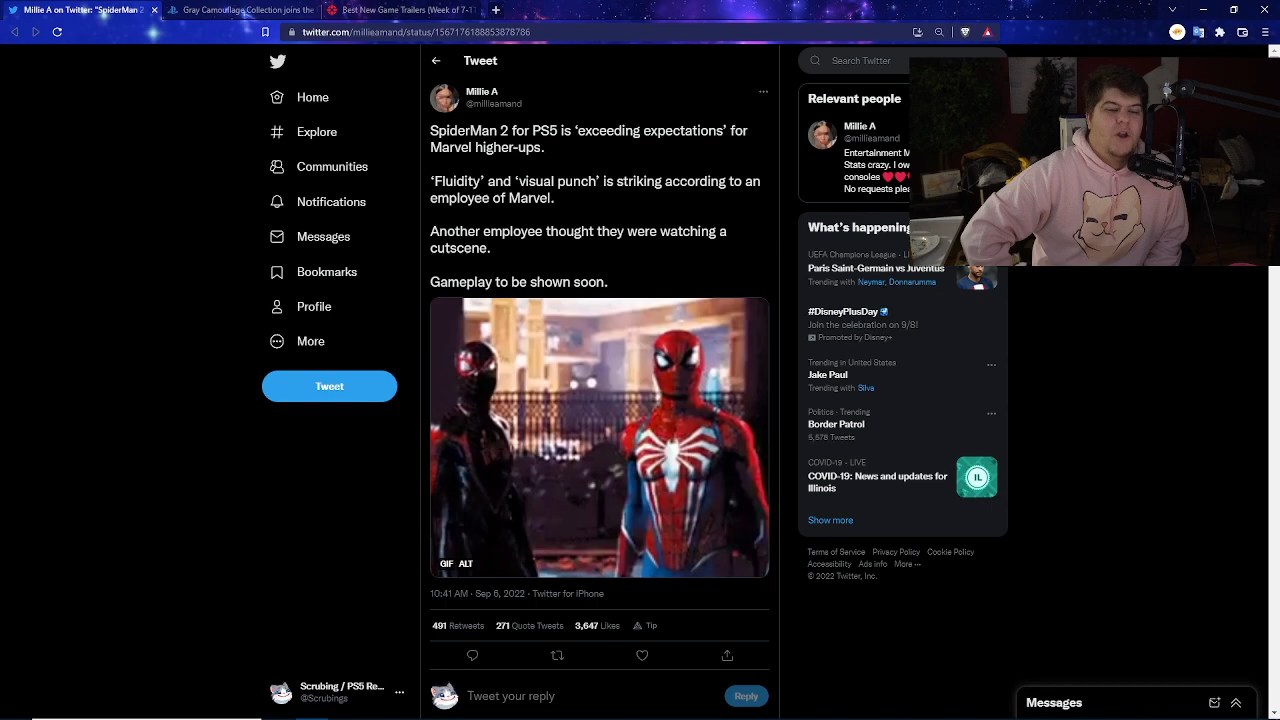 Millie A on Twitter: "SpiderMan 2
Gray Camouflage Collection joins the
Best New Game Trailers (Week of 7-11
twitter.com/millieamand/status/1567176188853878786
Home
Explore
Communities
Notifications
Messages
Bookmarks
Profile
More
Tweet
Scrubing / PS5 Re...
@Scrubings
Tweet
Millie A
@millieamand
SpiderMan 2 for PS5 is ‘exceeding expectations’ for
Marvel higher-ups.
‘Fluidity’ and ‘visual punch’ is striking according to an
employee of Marvel.
Another employee thought they were watching a
cutscene.
Gameplay to be shown soon.
GIF ALT
10:41 AM · Sep 6, 2022 · Twitter for iPhone
491 Retweets 271 Quote Tweets 3,647 Likes Tip
Tweet your reply
Reply
Search Twitter
Relevant people
Millie A
@millieamand
Entertainment
Stats crazy. I
consoles
No requests
What's
UEFA Champions League ·
Paris Saint-Germain vs Juventus
Trending with Neymar, Donnarumma
#DisneyPlusDay
Join the celebration on 9/8!
Promoted by Disney+
Trending in United States
Jake Paul
Trending with Silva
Politics · Trending
Border Patrol
6,678 Tweets
COVID-19 · LIVE
COVID-19: News and updates for
Illinois
IL
Show more
Terms of Service Privacy Policy Cookie Policy
Accessibility Ads info More ···
© 2022 Twitter, Inc.
Messages